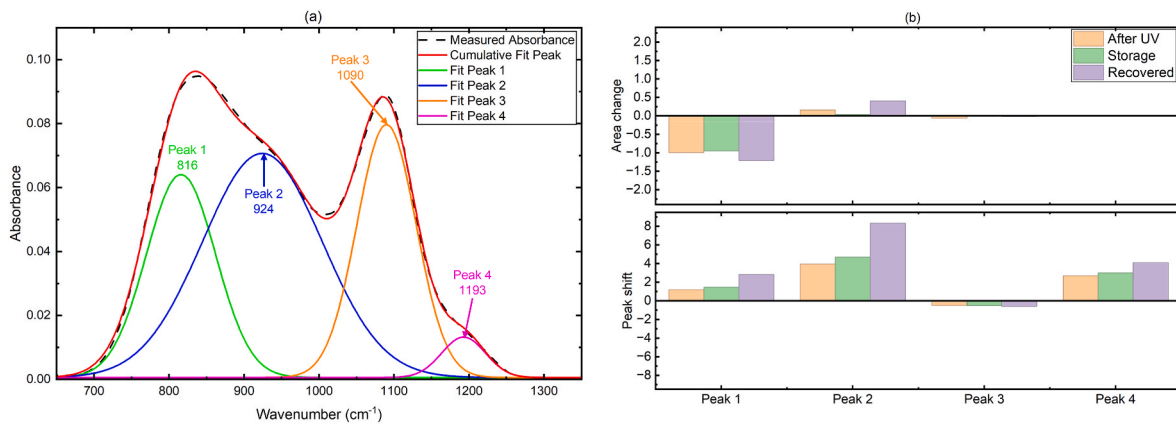 (a)
Measured Absorbance
Cumulative Fit Peak
Fit Peak 1
Fit Peak 2
Fit Peak 3
Fit Peak 4
Peak 3
1090
Peak 1
816
Peak 2
924
Peak 4
1193
0.10
0.08
0.06
0.04
0.02
0.00
Absorbance
700
800
900
1000
1100
1200
1300
Wavenumber (cm⁻¹)
(b)
After UV
Storage
Recovered
2.0
1.5
1.0
0.5
0.0
−0.5
−1.0
−1.5
−2.0
Area change
8
6
4
2
0
−2
−4
−6
−8
Peak shift
Peak 1
Peak 2
Peak 3
Peak 4